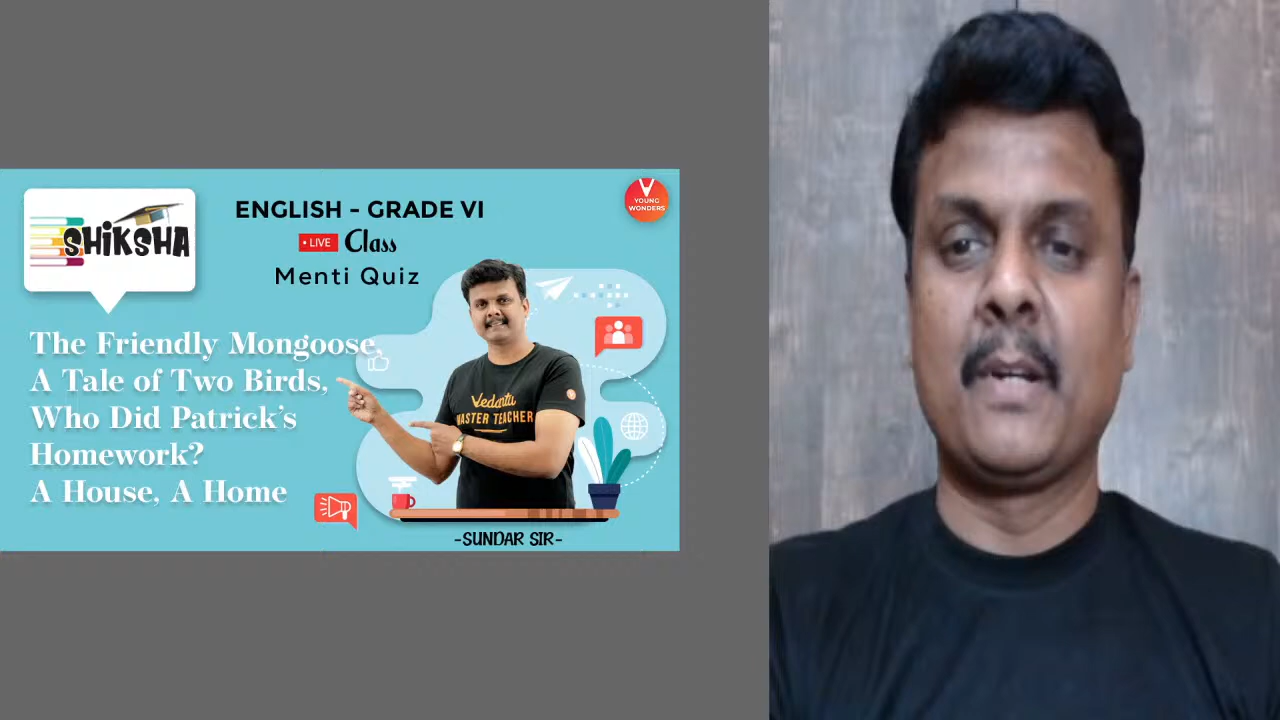 SHiKSHA
ENGLISH - GRADE VI
• LIVE Class
Menti Quiz
YOUNG
WONDERS
The Friendly Mongoose,
A Tale of Two Birds,
Who Did Patrick's
Homework?
A House, A Home
Vedantu
MASTER TEACHER
-SUNDAR SIR-